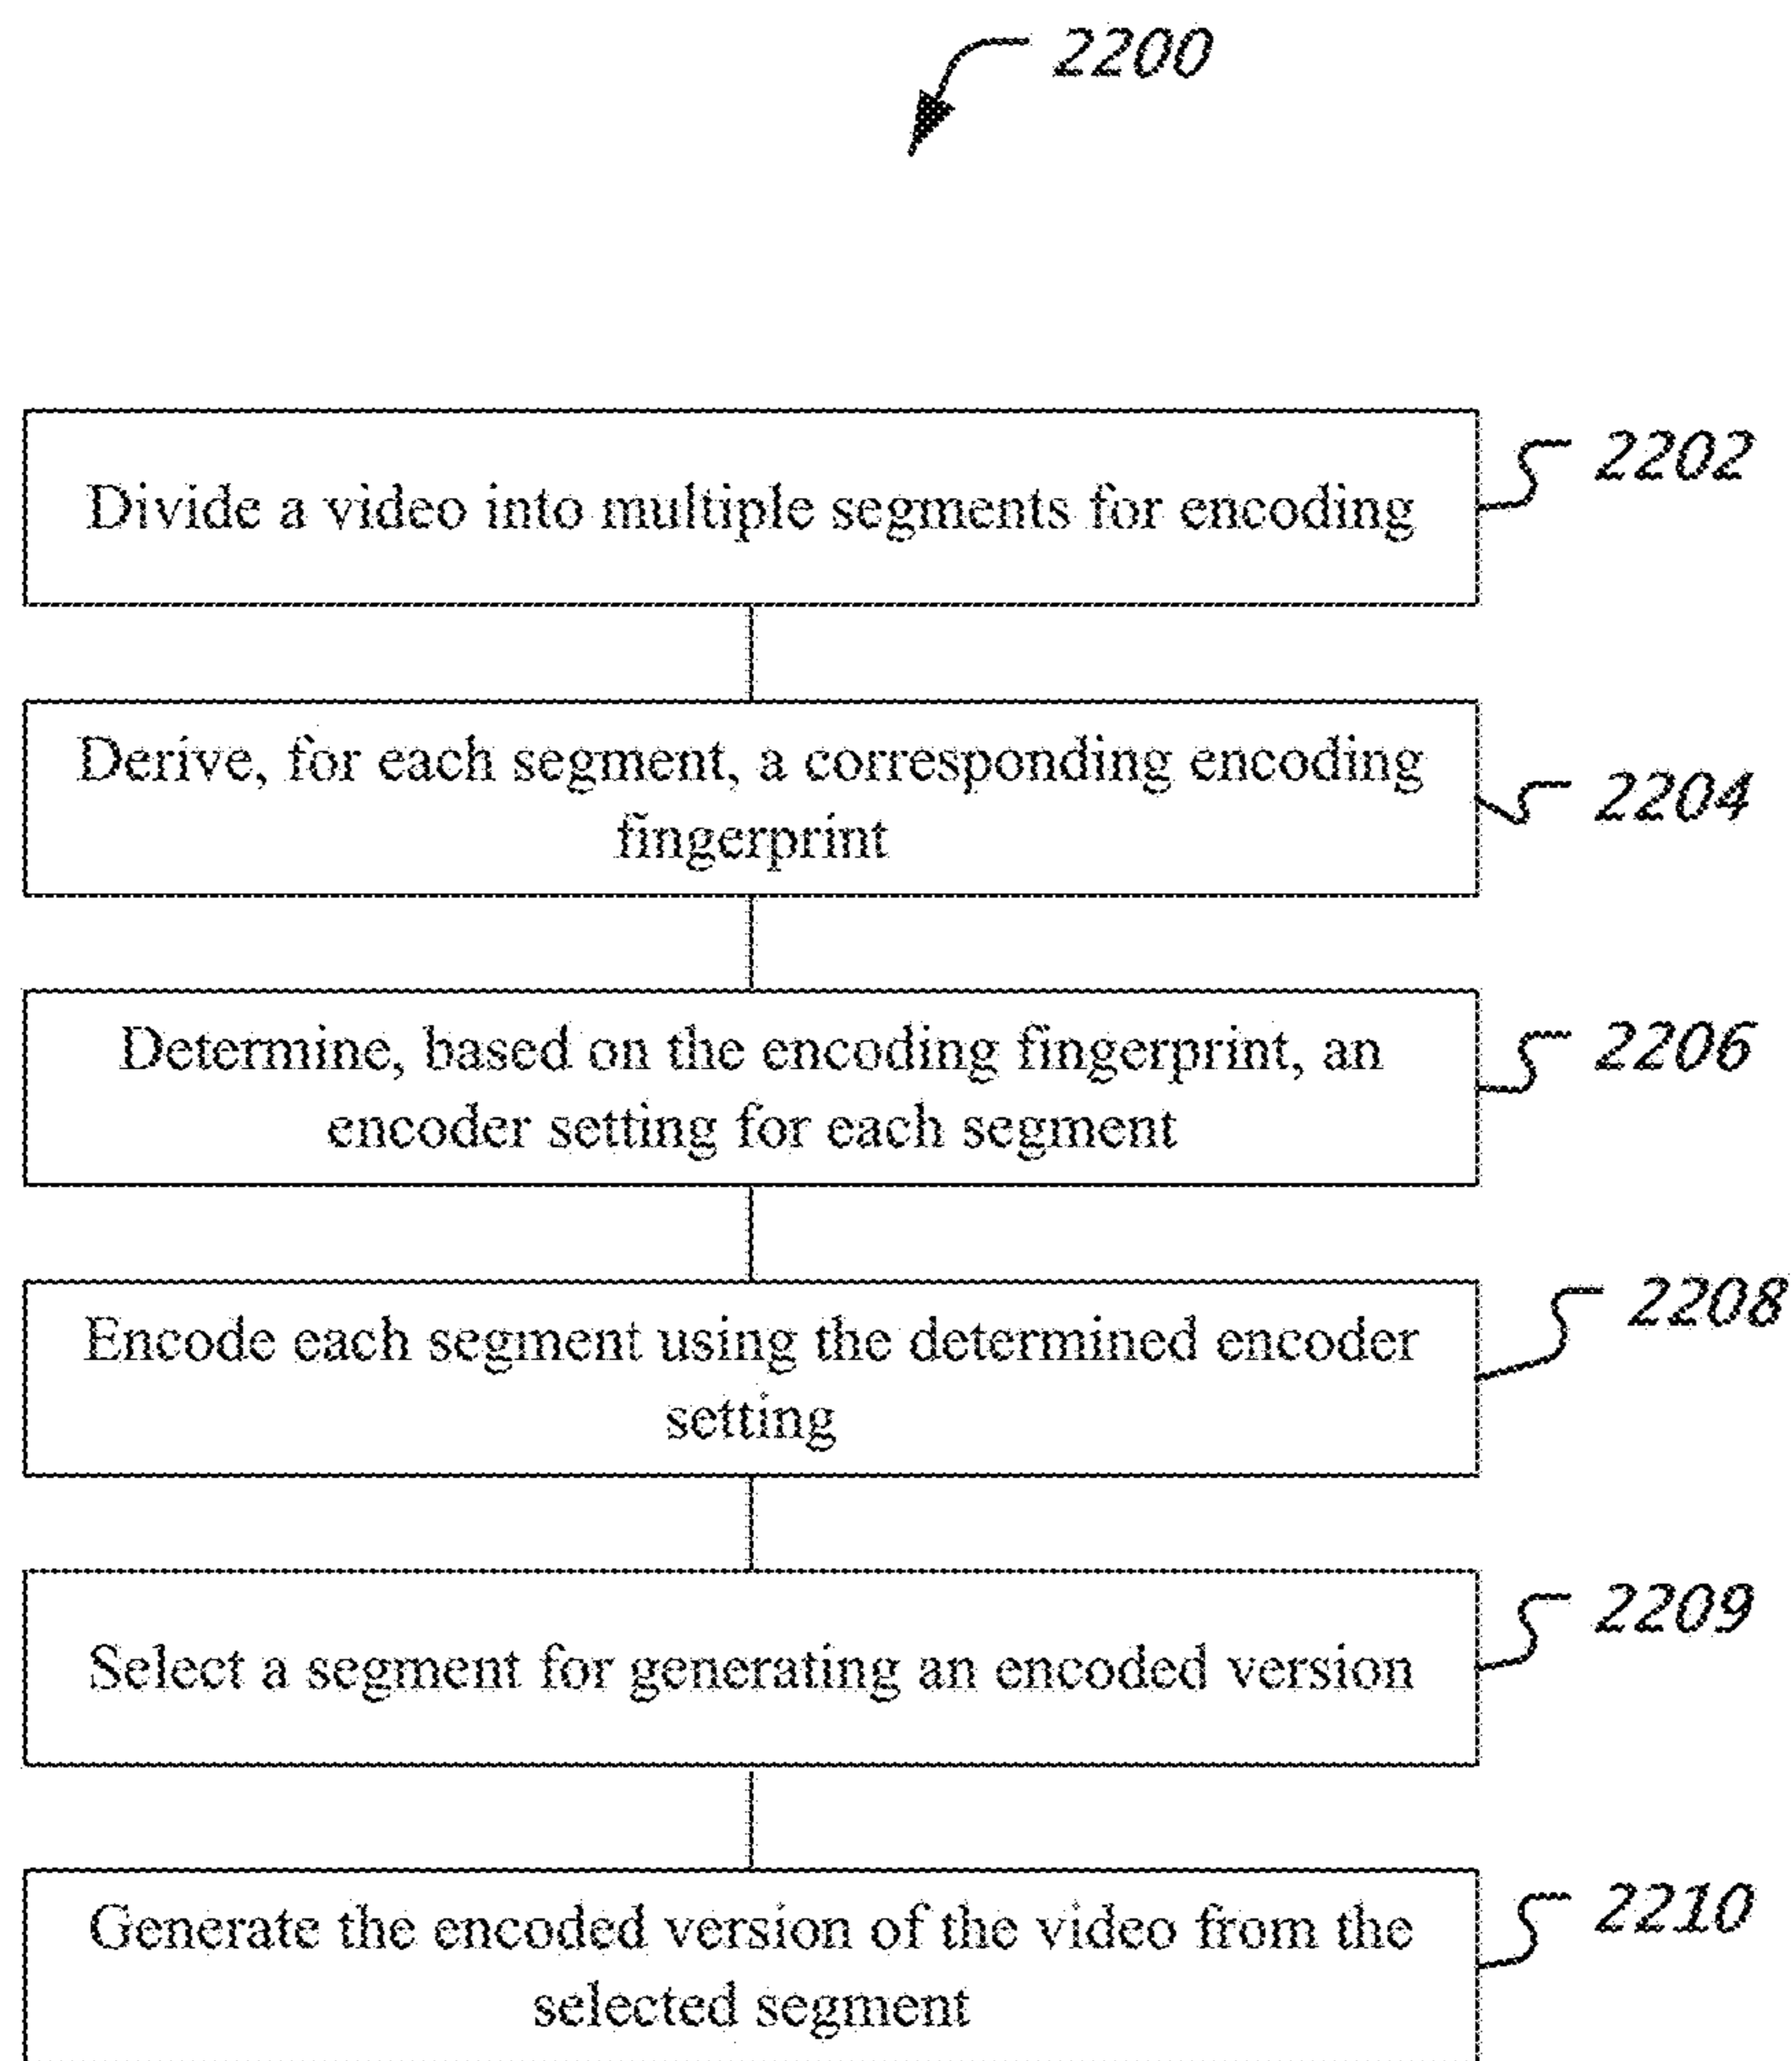 2200
Divide a video into multiple segments for encoding
2202
Derive, for each segment, a corresponding encoding
fingerprint
2204
Determine, based on the encoding fingerprint, an
encoder setting for each segment
2206
Encode each segment using the determined encoder
setting
2208
Select a segment for generating an encoded version
2209
Generate the encoded version of the video from the
selected segment
2210